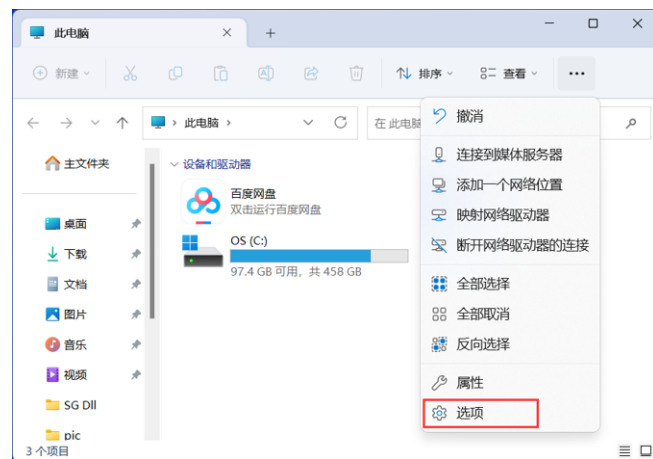 此电脑
新建
排序
查看
此电脑
在 此电脑
主文件夹
桌面
下载
文档
图片
音乐
视频
SG Dll
pic
设备和驱动器
百度网盘
双击运行百度网盘
OS (C:)
97.4 GB 可用，共 458 GB
撤消
连接到媒体服务器
添加一个网络位置
映射网络驱动器
断开网络驱动器的连接
全部选择
全部取消
反向选择
属性
选项
3 个项目